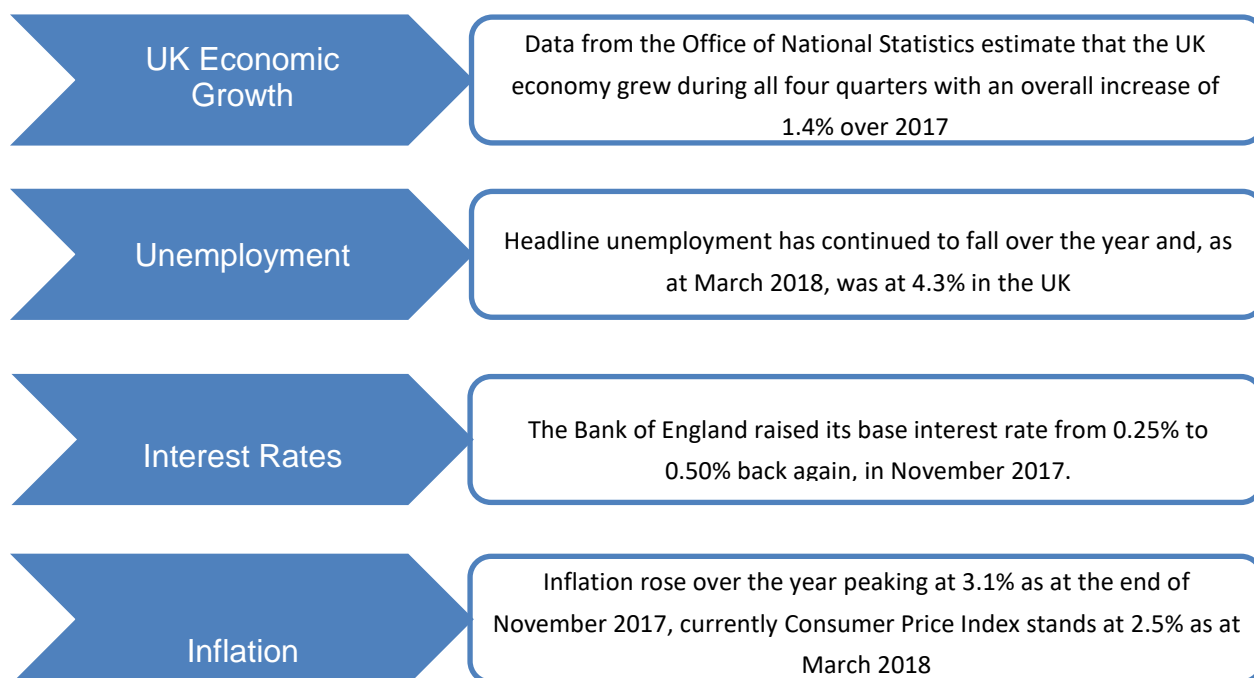 UK Economic
Growth
Data from the Office of National Statistics estimate that the UK
economy grew during all four quarters with an overall increase of
1.4% over 2017
Unemployment
Headline unemployment has continued to fall over the year and, as
at March 2018, was at 4.3% in the UK
Interest Rates
The Bank of England raised its base interest rate from 0.25% to
0.50% back again, in November 2017.
Inflation
Inflation rose over the year peaking at 3.1% as at the end of
November 2017, currently Consumer Price Index stands at 2.5% as at
March 2018